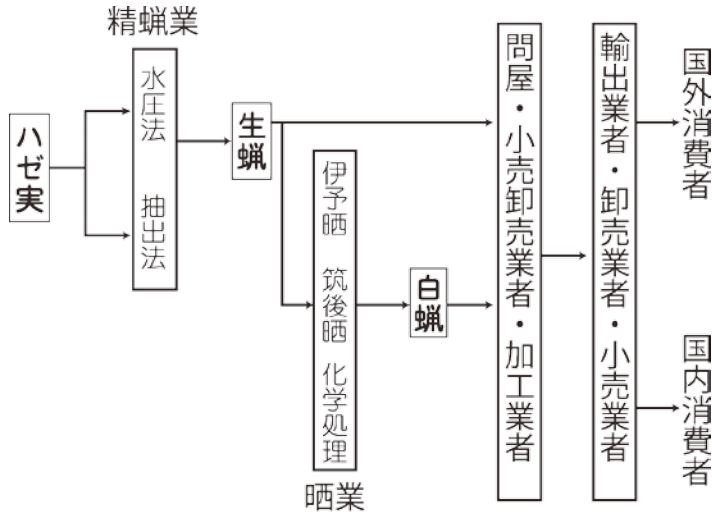 精蝋業
ハゼ実
水圧法
抽出法
生蝋
伊予晒
筑後晒
化学処理
晒業
白蝋
問屋・小売卸売業者・加工業者
輸出業者・卸売業者・小売業者
国外消費者
国内消費者